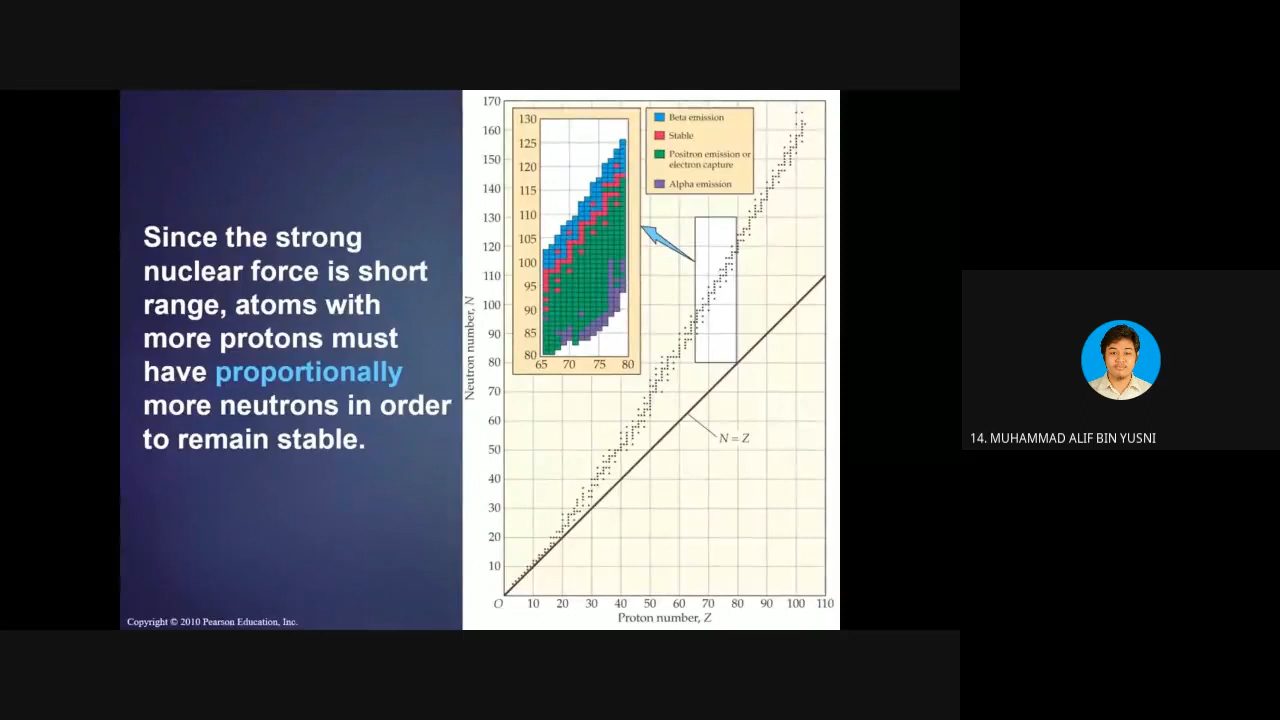 Since the strong
nuclear force is short
range, atoms with
more protons must
have proportionally
more neutrons in order
to remain stable.
Copyright © 2010 Pearson Education, Inc.
170
160
150
140
130
120
110
100
90
80
70
60
50
40
30
20
10
O
10 20 30 40 50 60 70 80 90 100 110
Neutron number, N
Proton number, Z
130
125
120
115
110
105
100
95
90
85
80
65 70 75 80
Beta emission
Stable
Positron emission or
electron capture
Alpha emission
N = Z
14. MUHAMMAD ALIF BIN YUSNI